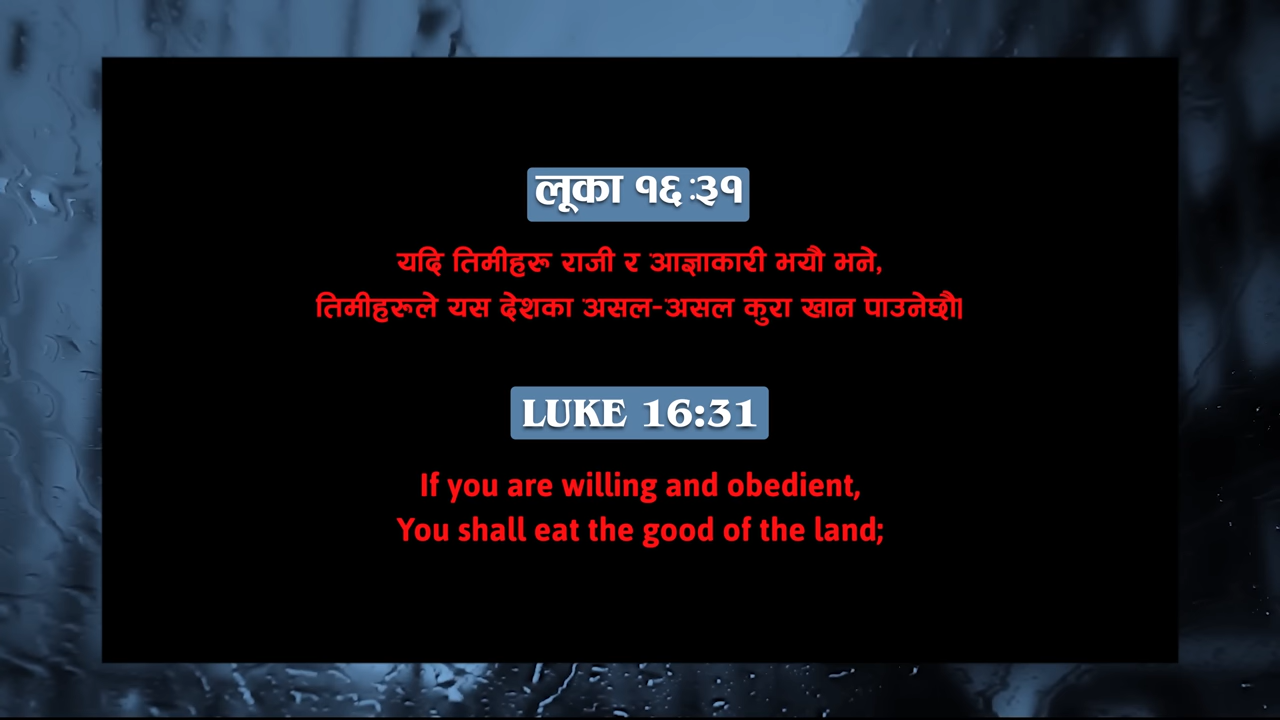 लूका १६:३१
यदि तिमीहरू राजी र आज्ञाकारी भयौ भने,
तिमीहरूले यस देशका असल-असल कुरा खान पाउनेछौ।
LUKE 16:31
If you are willing and obedient,
You shall eat the good of the land;